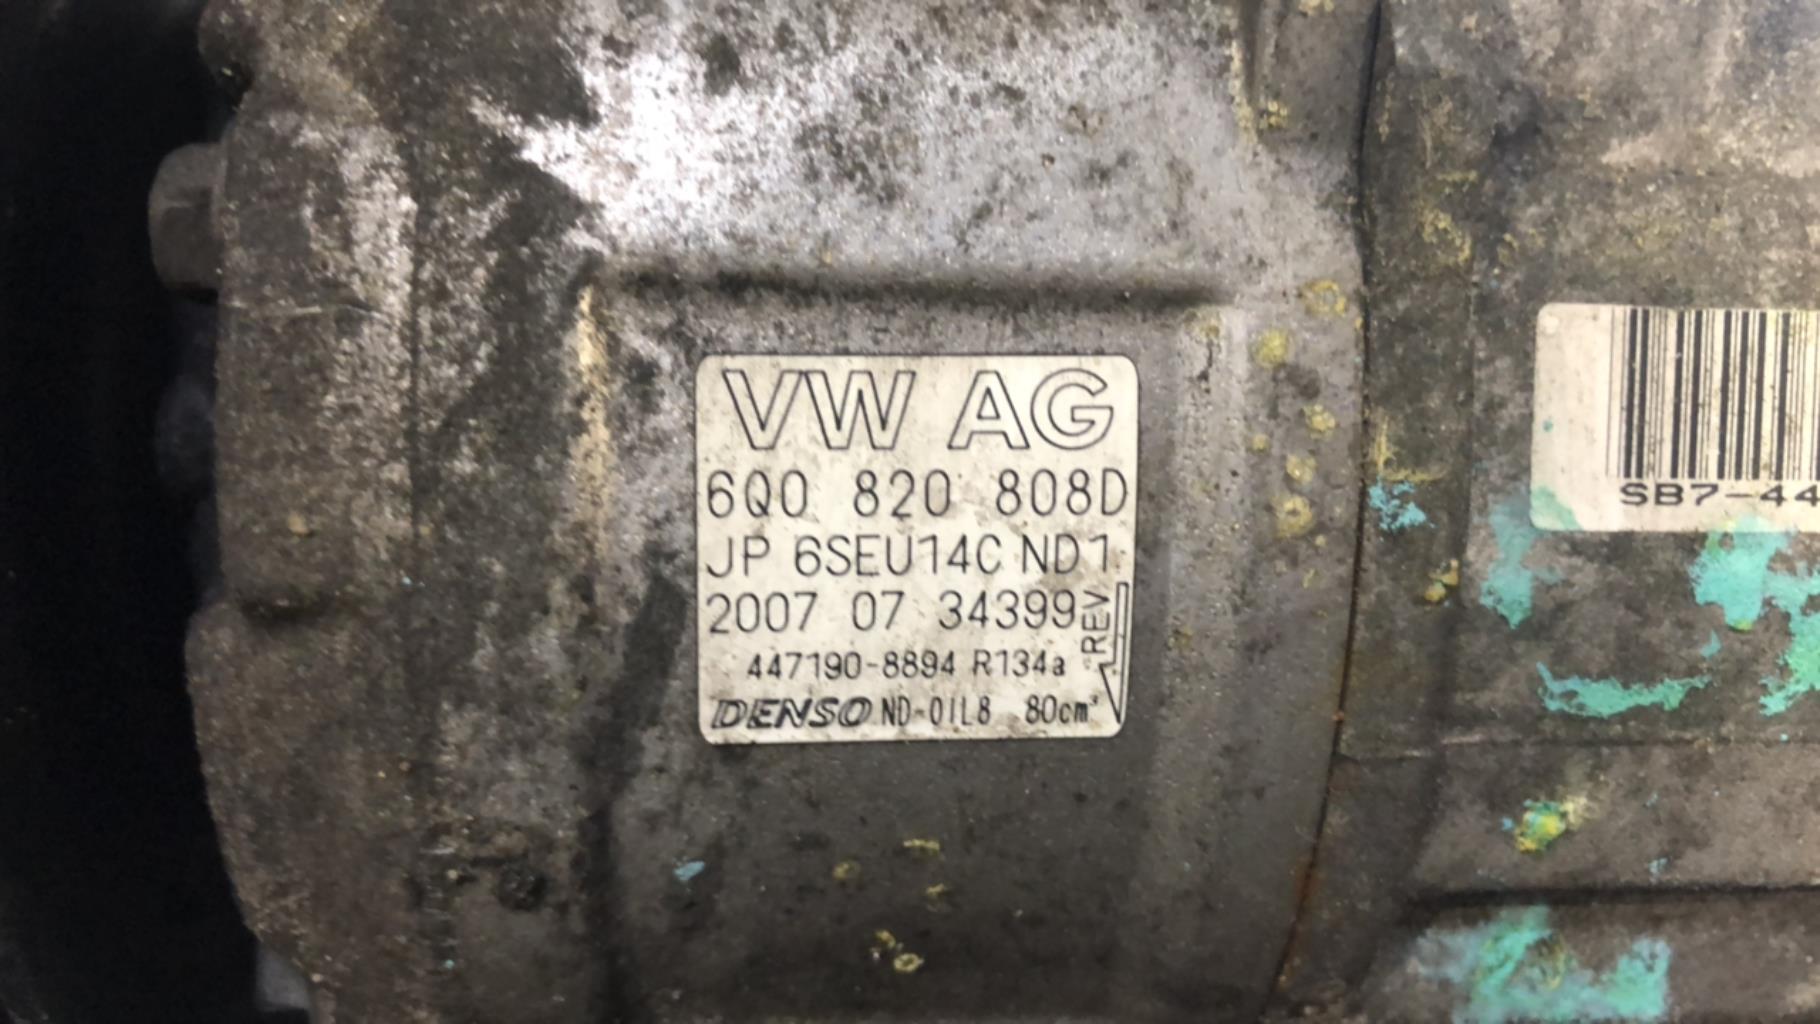 VW AG
6Q0 820 808D
JP 6SEU14C ND1
2007 07 34399
REV
447190-8894 R134a
DENSO ND-OIL8 80cm³
SB7-44